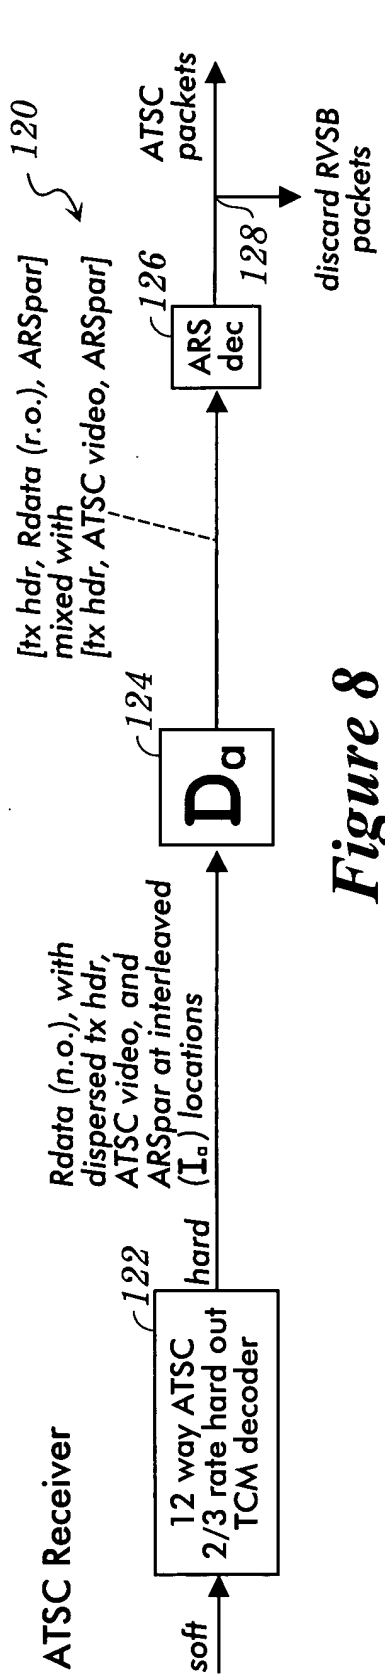 ATSC Receiver
120
soft
12 way ATSC
2/3 rate hard out
TCM decoder
122
hard
Rdata (n.o.), with
dispersed tx hdr,
ATSC video, and
ARSpar at interleaved
(Ia) locations
Da
124
[tx hdr, Rdata (r.o.), ARSpar]
mixed with
[tx hdr, ATSC video, ARSpar]
ARS
dec
126
ATSC
packets
128
discard RVSB
packets
Figure 8